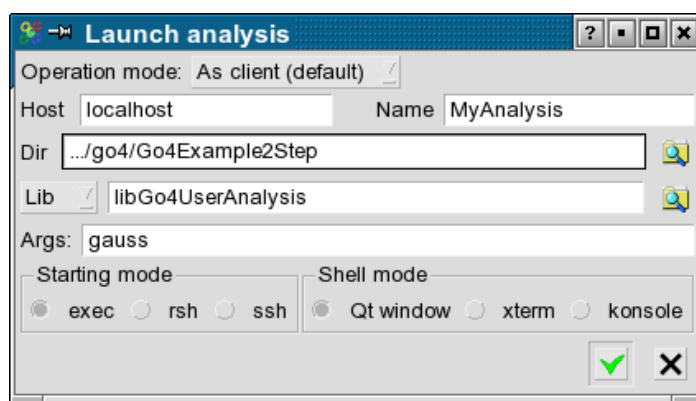 Launch analysis ?
Operation mode: As client (default)
Host localhost Name MyAnalysis
Dir .../go4/Go4Example2Step
Lib libGo4UserAnalysis
Args: gauss
Starting mode Shell mode
exec rsh ssh Qt window xterm konsole